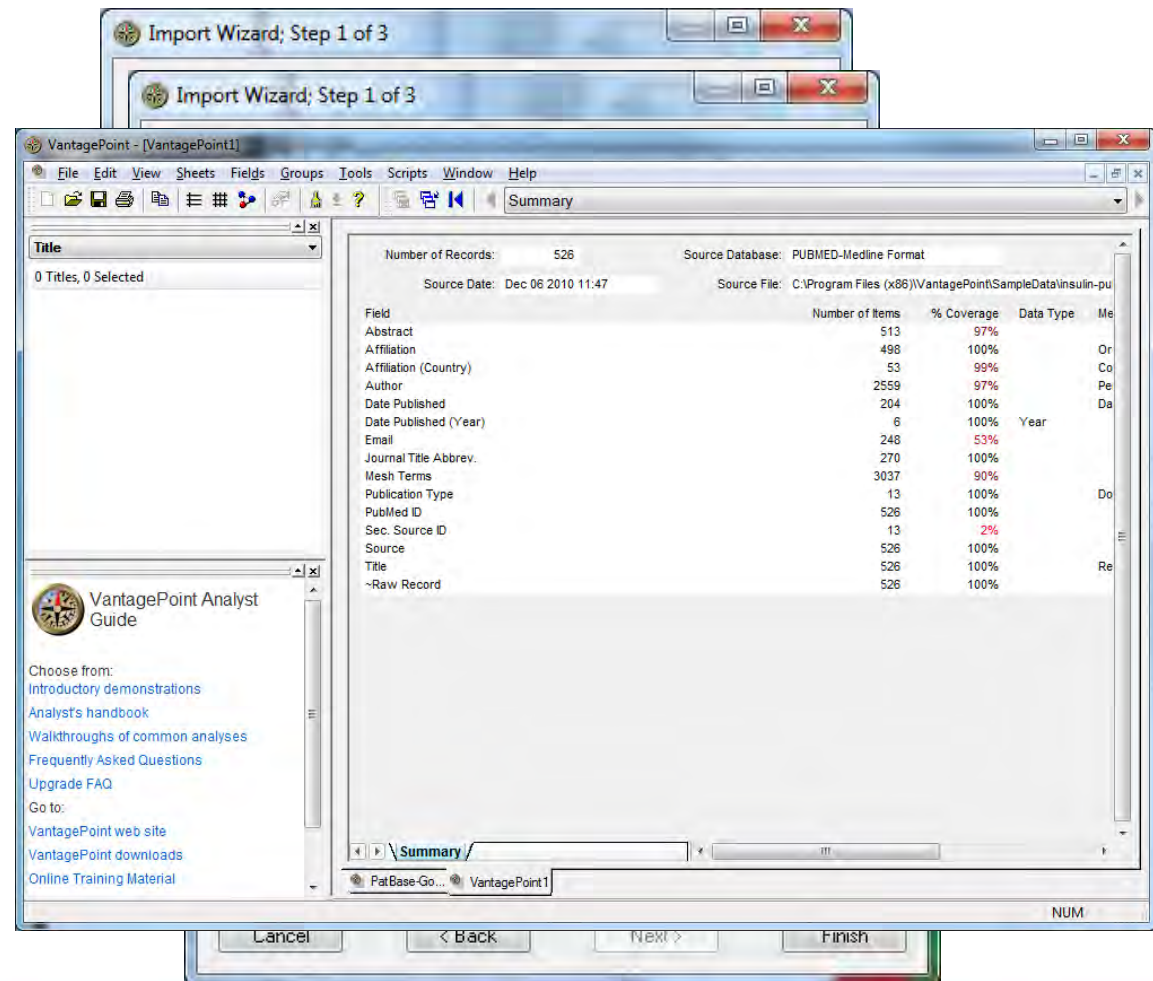 Import Wizard; Step 1 of 3
Import Wizard; Step 1 of 3
VantagePoint - [VantagePoint1]
File Edit View Sheets Fields Groups Tools Scripts Window Help
Summary
Title
0 Titles, 0 Selected
Number of Records: 526 Source Database: PUBMED-Medline Format
Source Date: Dec 06 2010 11:47 Source File: C:\Program Files (x86)\VantagePoint\SampleData\insulin-pu
Field Number of Items % Coverage Data Type Me
Abstract 513 97%
Affiliation 498 100% Or
Affiliation (Country) 53 99% Co
Author 2559 97% Pe
Date Published 204 100% Da
Date Published (Year) 6 100% Year
Email 248 53%
Journal Title Abbrev. 270 100%
Mesh Terms 3037 90%
Publication Type 13 100% Do
PubMed ID 526 100%
Sec. Source ID 13 2%
Source 526 100%
Title 526 100% Re
~Raw Record 526 100%
VantagePoint Analyst
Guide
Choose from:
Introductory demonstrations
Analyst's handbook
Walkthroughs of common analyses
Frequently Asked Questions
Upgrade FAQ
Go to:
VantagePoint web site
VantagePoint downloads
Online Training Material
Summary
PatBase-Go... VantagePoint1
NUM
Cancel < Back Next > Finish